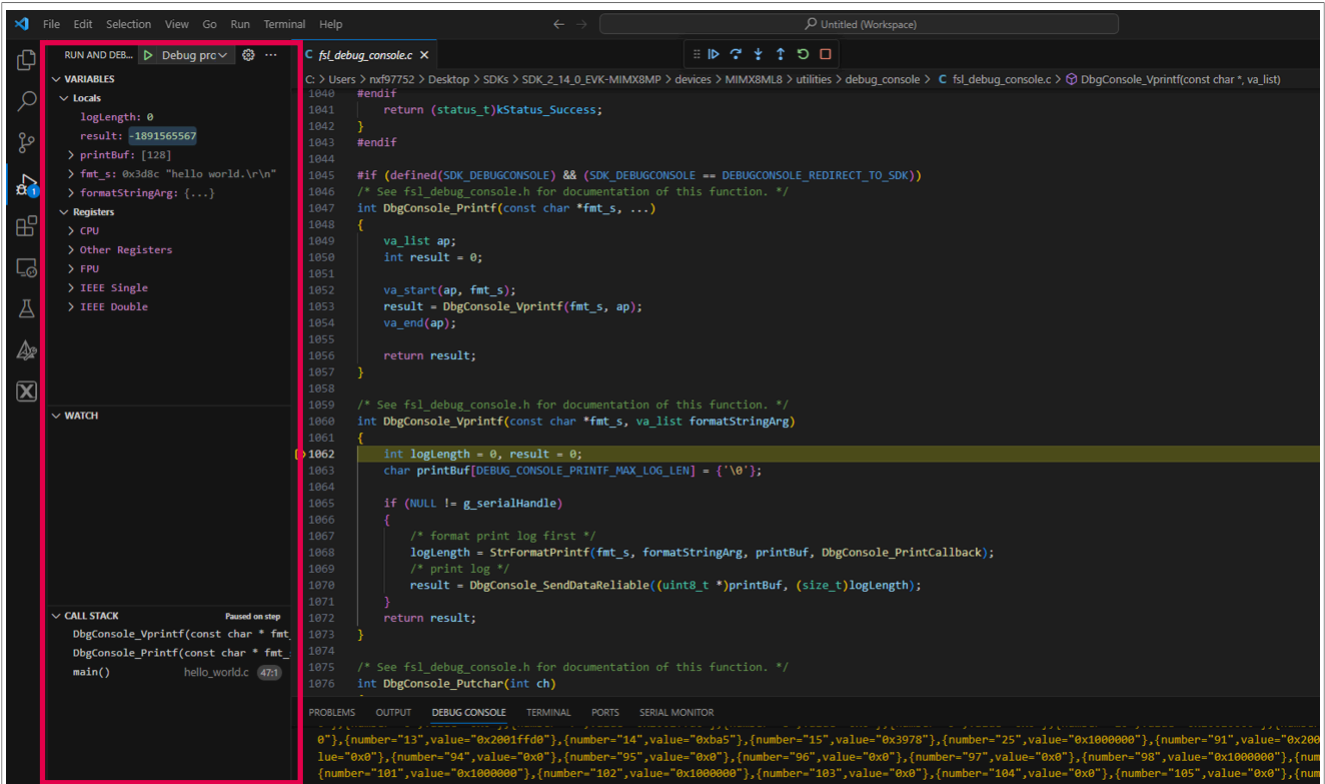 File Edit Selection View Go Run Terminal Help
Untitled (Workspace)
RUN AND DEB... Debug prc
VARIABLES
Locals
logLength: 0
result: -1891565567
printBuf: [128]
fmt_s: 0x3d8c "hello world.\r\n"
formatStringArg: {...}
Registers
CPU
Other Registers
FPU
IEEE Single
IEEE Double
WATCH
CALL STACK Paused on step
DbgConsole_Vprintf(const char * fmt_
DbgConsole_Printf(const char * fmt_
main() hello_world.c 47:1
1
C fsl_debug_console.c
C: > Users > nxf97752 > Desktop > SDKs > SDK_2_14_0_EVK-MIMX8MP > devices > MIMX8ML8 > utilities > debug_console > C fsl_debug_console.c > DbgConsole_Vprintf(const char *, va_list)
1040 #endif
1041 return (status_t)kStatus_Success;
1042 }
1043 #endif
1044
1045 #if (defined(SDK_DEBUGCONSOLE) && (SDK_DEBUGCONSOLE == DEBUGCONSOLE_REDIRECT_TO_SDK))
1046 /* See fsl_debug_console.h for documentation of this function. */
1047 int DbgConsole_Printf(const char *fmt_s, ...)
1048 {
1049 va_list ap;
1050 int result = 0;
1051
1052 va_start(ap, fmt_s);
1053 result = DbgConsole_Vprintf(fmt_s, ap);
1054 va_end(ap);
1055
1056 return result;
1057 }
1058
1059 /* See fsl_debug_console.h for documentation of this function. */
1060 int DbgConsole_Vprintf(const char *fmt_s, va_list formatStringArg)
1061 {
1062 int logLength = 0, result = 0;
1063 char printBuf[DEBUG_CONSOLE_PRINTF_MAX_LOG_LEN] = {'\0'};
1064
1065 if (NULL != g_serialHandle)
1066 {
1067 /* format print log first */
1068 logLength = StrFormatPrintf(fmt_s, formatStringArg, printBuf, DbgConsole_PrintCallback);
1069 /* print log */
1070 result = DbgConsole_SendDataReliable((uint8_t *)printBuf, (size_t)logLength);
1071 }
1072 return result;
1073 }
1074
1075 /* See fsl_debug_console.h for documentation of this function. */
1076 int DbgConsole_Putchar(int ch)
PROBLEMS OUTPUT DEBUG CONSOLE TERMINAL PORTS SERIAL MONITOR
0"},{number="13",value="0x2001ffd0"},{number="14",value="0xba5"},{number="15",value="0x3978"},{number="25",value="0x1000000"},{number="91",value="0x200
lue="0x0"},{number="94",value="0x0"},{number="95",value="0x0"},{number="96",value="0x0"},{number="97",value="0x0"},{number="98",value="0x1000000"},{num
{number="101",value="0x1000000"},{number="102",value="0x1000000"},{number="103",value="0x0"},{number="104",value="0x0"},{number="105",value="0x0"},{num